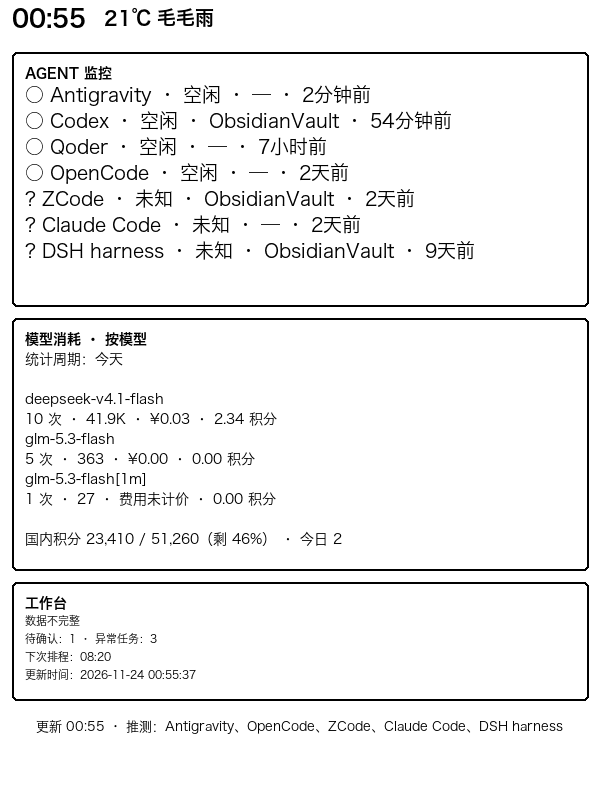 00:55 21℃ 毛毛雨
AGENT 监控
○ Antigravity · 空闲 · — · 2分钟前
○ Codex · 空闲 · ObsidianVault · 54分钟前
○ Qoder · 空闲 · — · 7小时前
○ OpenCode · 空闲 · — · 2天前
? ZCode · 未知 · ObsidianVault · 2天前
? Claude Code · 未知 · — · 2天前
? DSH harness · 未知 · ObsidianVault · 9天前
模型消耗 · 按模型
统计周期：今天
deepseek-v4.1-flash
10 次 · 41.9K · ¥0.03 · 2.34 积分
glm-5.3-flash
5 次 · 363 · ¥0.00 · 0.00 积分
glm-5.3-flash[1m]
1 次 · 27 · 费用未计价 · 0.00 积分
国内积分 23,410 / 51,260（剩 46%） · 今日 2
工作台
数据不完整
待确认：1 · 异常任务：3
下次排程：08:20
更新时间：2026-11-24 00:55:37
更新 00:55 · 推测：Antigravity、OpenCode、ZCode、Claude Code、DSH harness